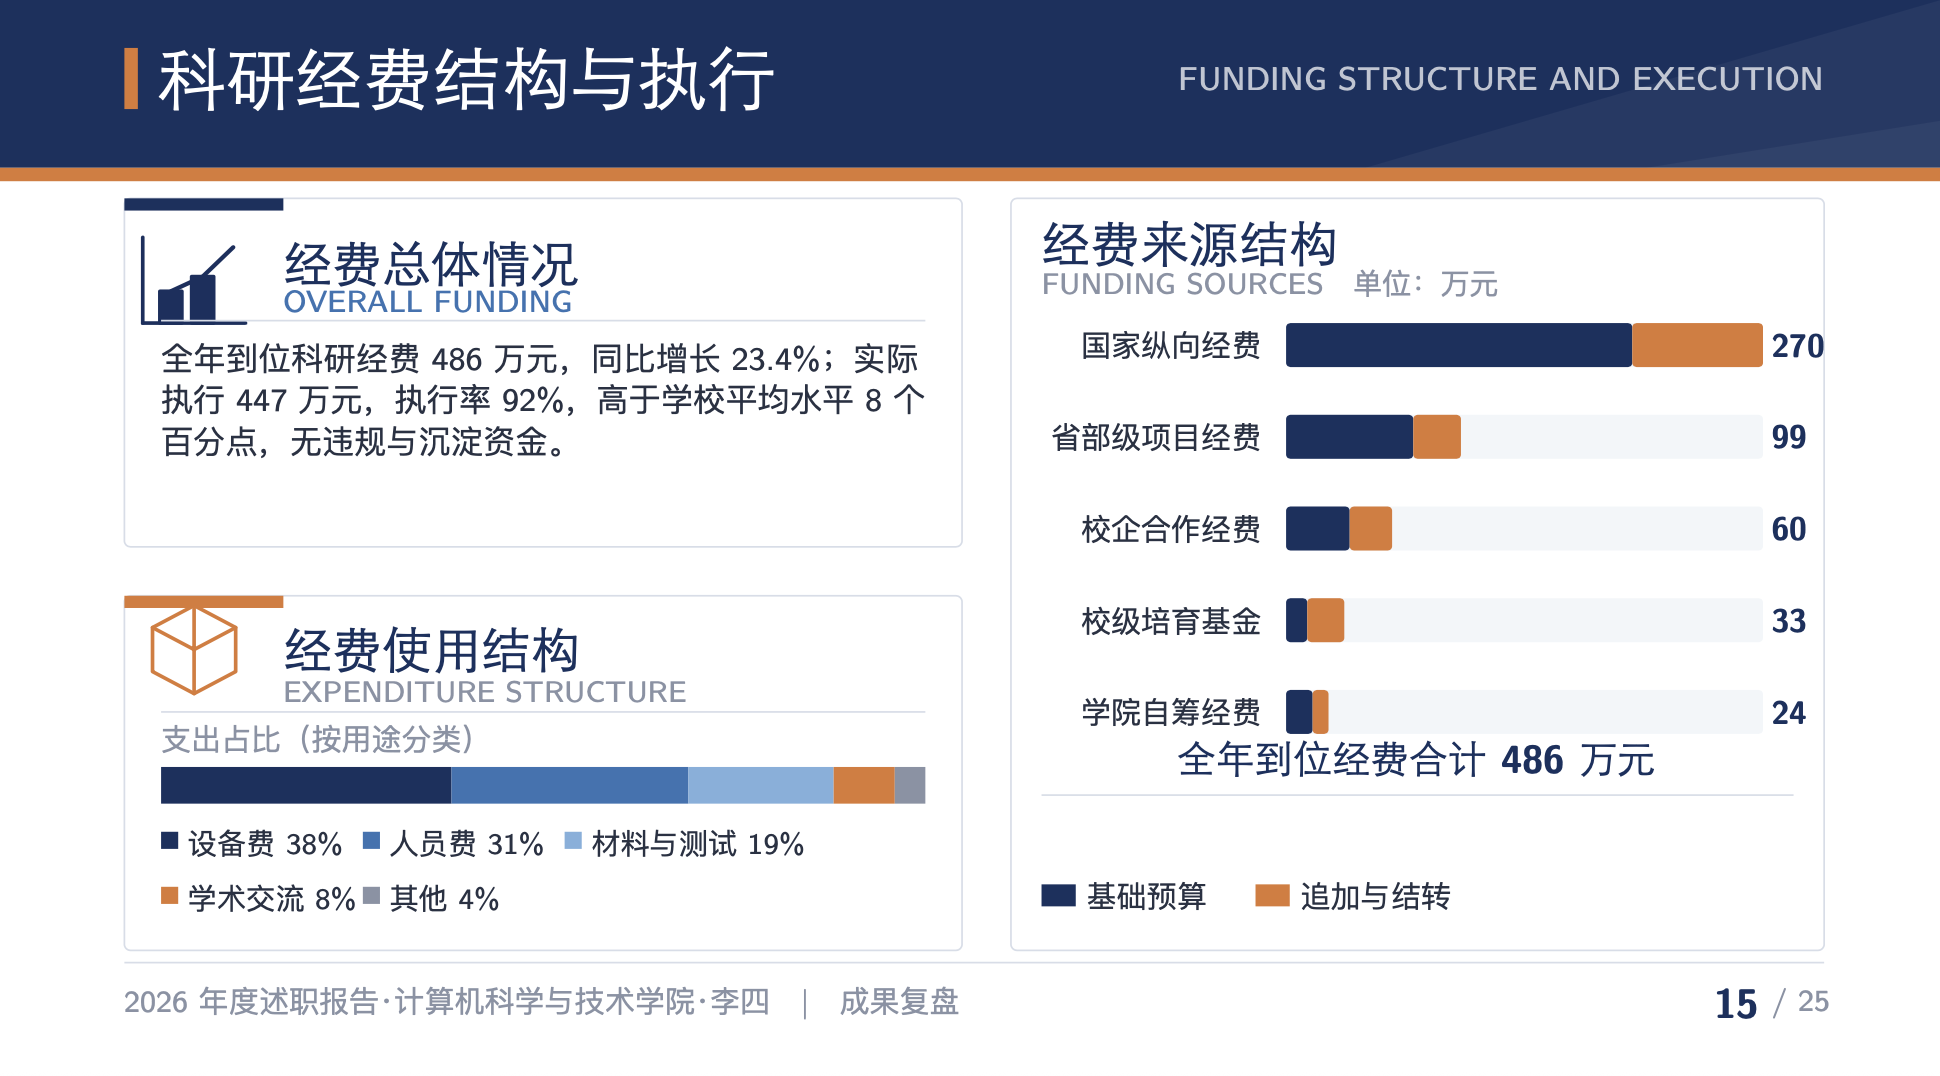 科研经费结构与执行
FUNDING STRUCTURE AND EXECUTION
经费总体情况
OVERALL FUNDING
全年到位科研经费 486 万元，同比增长 23.4%；实际
执行 447 万元，执行率 92%，高于学校平均水平 8 个
百分点，无违规与沉淀资金。
经费使用结构
EXPENDITURE STRUCTURE
支出占比（按用途分类）
设备费 38% 人员费 31% 材料与测试 19%
学术交流 8% 其他 4%
经费来源结构
FUNDING SOURCES 单位：万元
国家纵向经费 270
省部级项目经费 99
校企合作经费 60
校级培育基金 33
学院自筹经费 24
全年到位经费合计 486 万元
基础预算 追加与结转
2026 年度述职报告·计算机科学与技术学院·李四 | 成果复盘
15 / 25